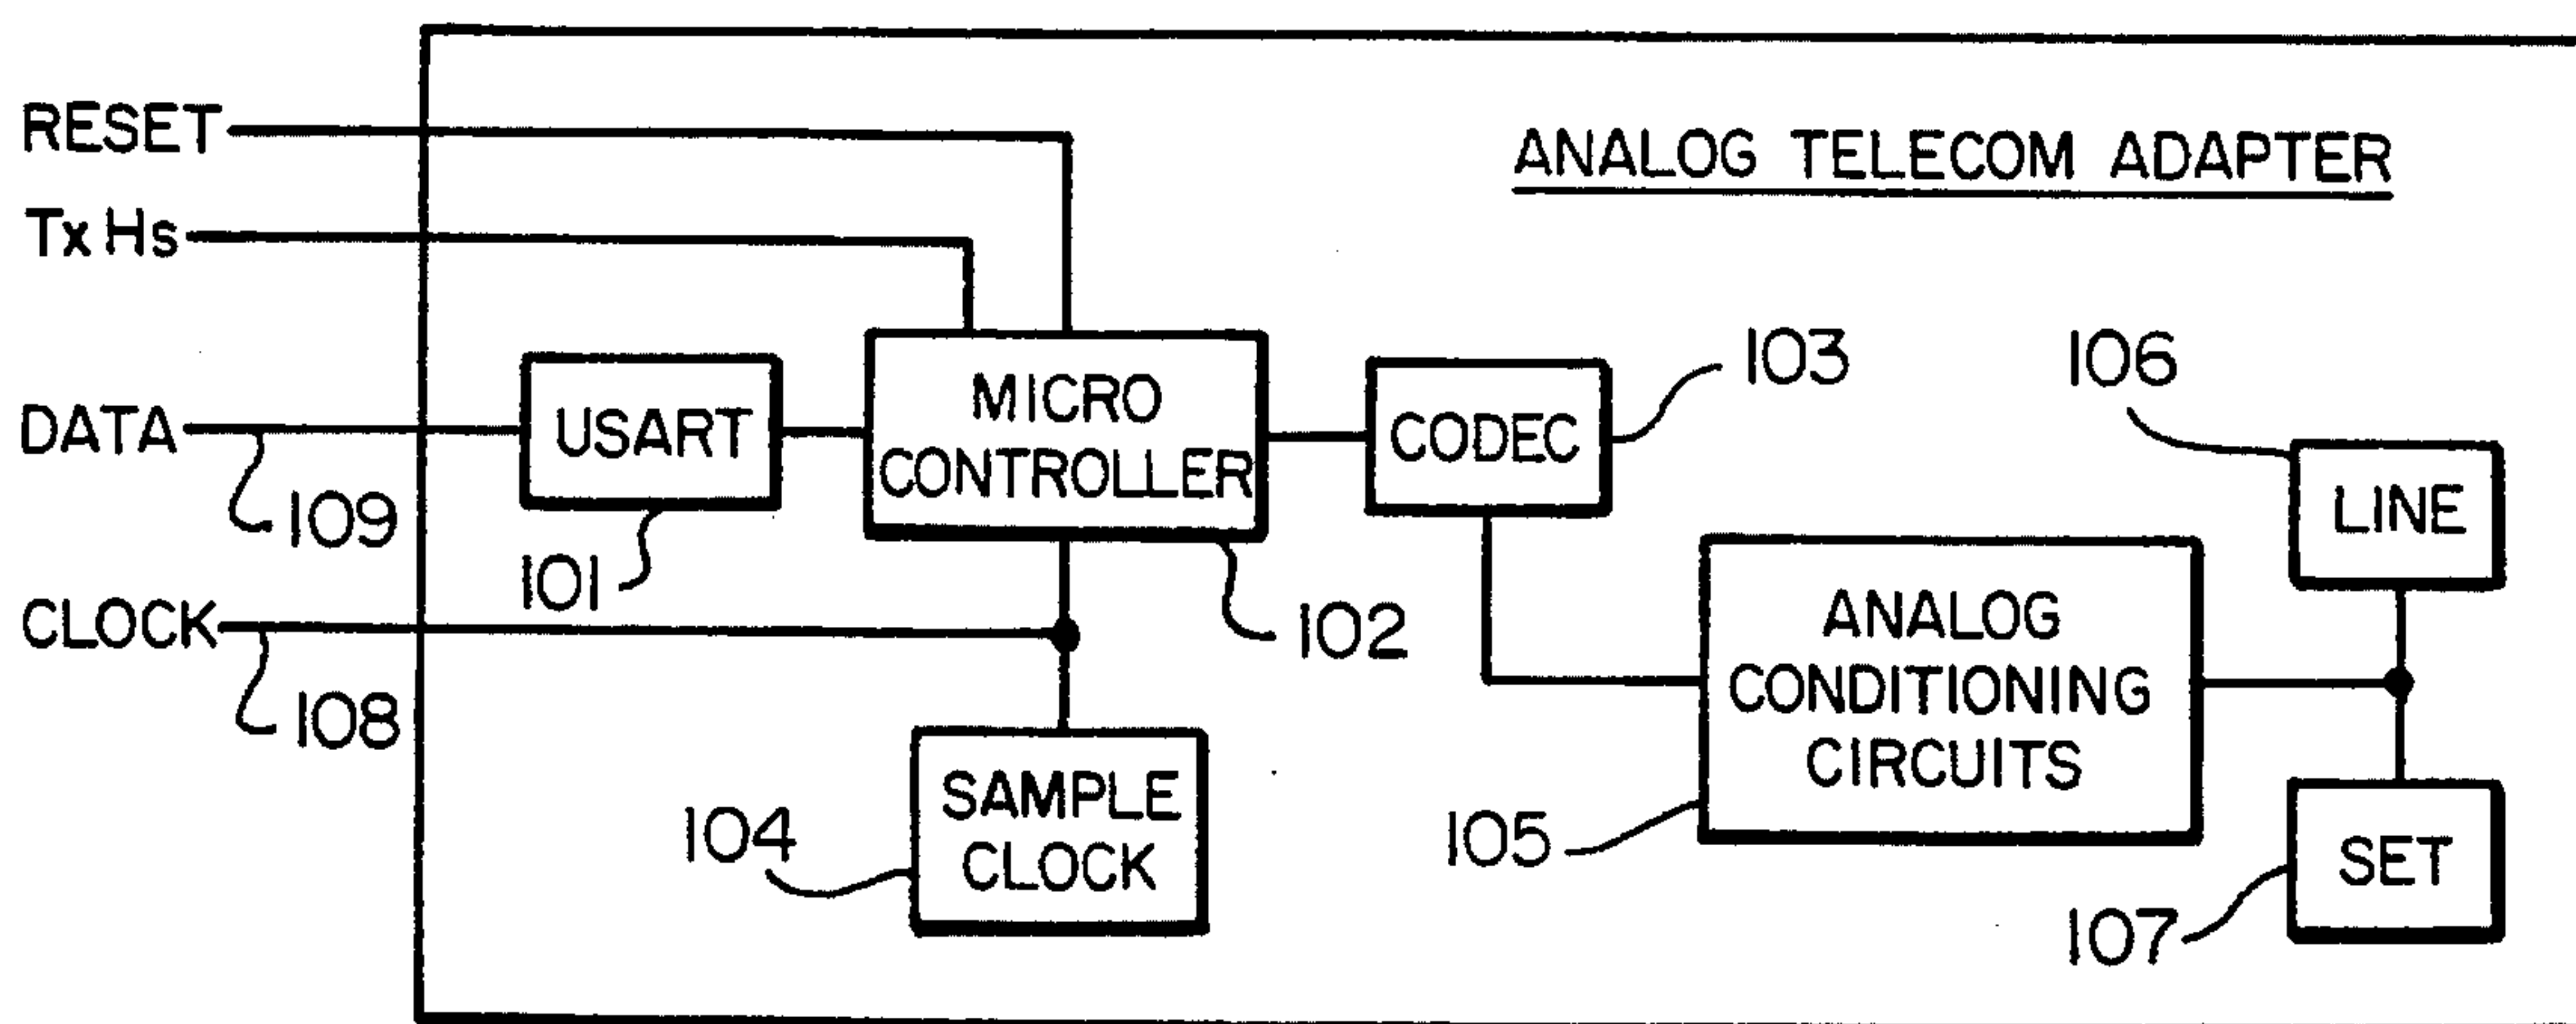 RESET
ANALOG TELECOM ADAPTER
Tx Hs
DATA
109
USART
101
MICRO
CONTROLLER
102
CODEC
103
106
LINE
CLOCK
108
104
SAMPLE
CLOCK
105
ANALOG
CONDITIONING
CIRCUITS
SET
107